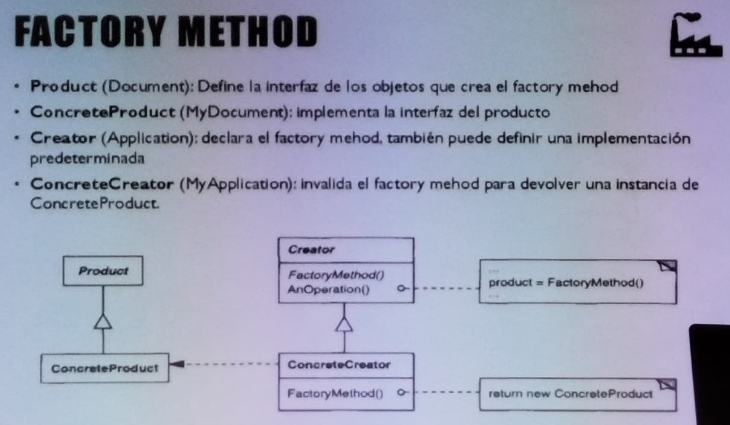 FACTORY METHOD
• Product (Document): Define la interfaz de los objetos que crea el factory mehod
• ConcreteProduct (MyDocument): implementa la interfaz del producto
• Creator (Application): declara el factory mehod, también puede definir una implementación
predeterminada
• ConcreteCreator (MyApplication): invalida el factory mehod para devolver una instancia de
ConcreteProduct.
Product
ConcreteProduct
Creator
FactoryMethod()
AnOperation()
...
product = FactoryMethod()
...
ConcreteCreator
FactoryMethod()
return new ConcreteProduct